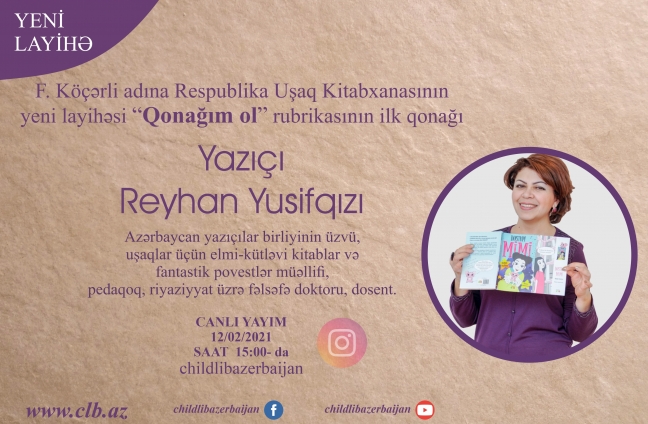 YENİ
LAYİHƏ
F. Köçərli adına Respublika Uşaq Kitabxanasının
yeni layihəsi “Qonağım ol” rubrikasının ilk qonağı
Yazıçı
Reyhan Yusifqızı
Azərbaycan yazıçılar birliyinin üzvü,
uşaqlar üçün elmi-kütləvi kitablar və
fantastik povestlər müəllifi,
pedaqoq, riyaziyyat üzrə fəlsəfə doktoru, dosent.
CANLI YAYIM
12/02/2021
SAAT 15:00- da
childlibazerbaijan
MİMİ
www.clb.az
childlibazerbaijan
childlibazerbaijan